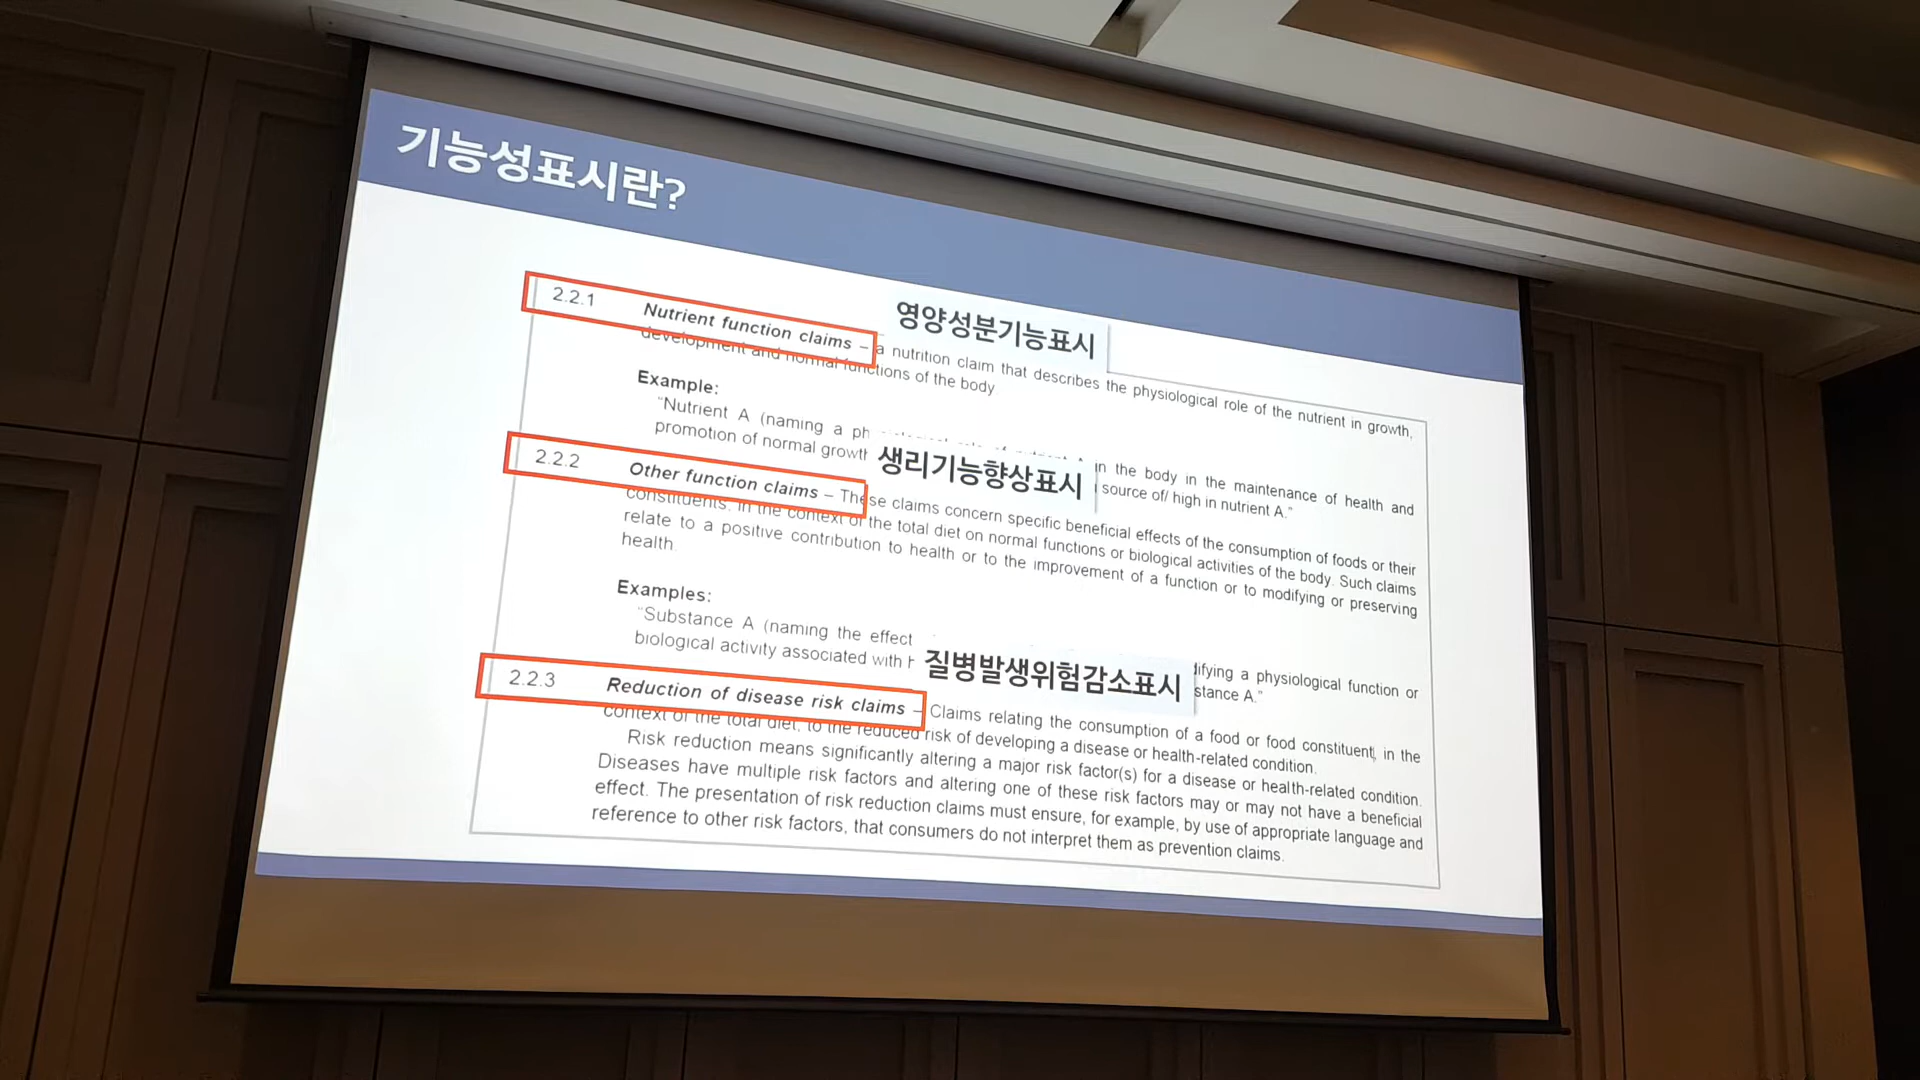 기능성표시란?
2.2.1 Nutrient function claims – a nutrition claim that describes the physiological role of the nutrient in growth,
영양성분기능표시
development and normal functions of the body.
Example:
"Nutrient A (naming a ph in the body in the maintenance of health and
promotion of normal growth source of/ high in nutrient A."
생리기능향상표시
2.2.2 Other function claims – These claims concern specific beneficial effects of the consumption of foods or their
constituents, in the context of the total diet on normal functions or biological activities of the body. Such claims
relate to a positive contribution to health or to the improvement of a function or to modifying or preserving
health.
Examples:
"Substance A (naming the effect difying a physiological function or
biological activity associated with h stance A."
질병발생위험감소표시
2.2.3 Reduction of disease risk claims – Claims relating the consumption of a food or food constituent, in the
context of the total diet, to the reduced risk of developing a disease or health-related condition.
Risk reduction means significantly altering a major risk factor(s) for a disease or health-related condition.
Diseases have multiple risk factors and altering one of these risk factors may or may not have a beneficial
effect. The presentation of risk reduction claims must ensure, for example, by use of appropriate language and
reference to other risk factors, that consumers do not interpret them as prevention claims.